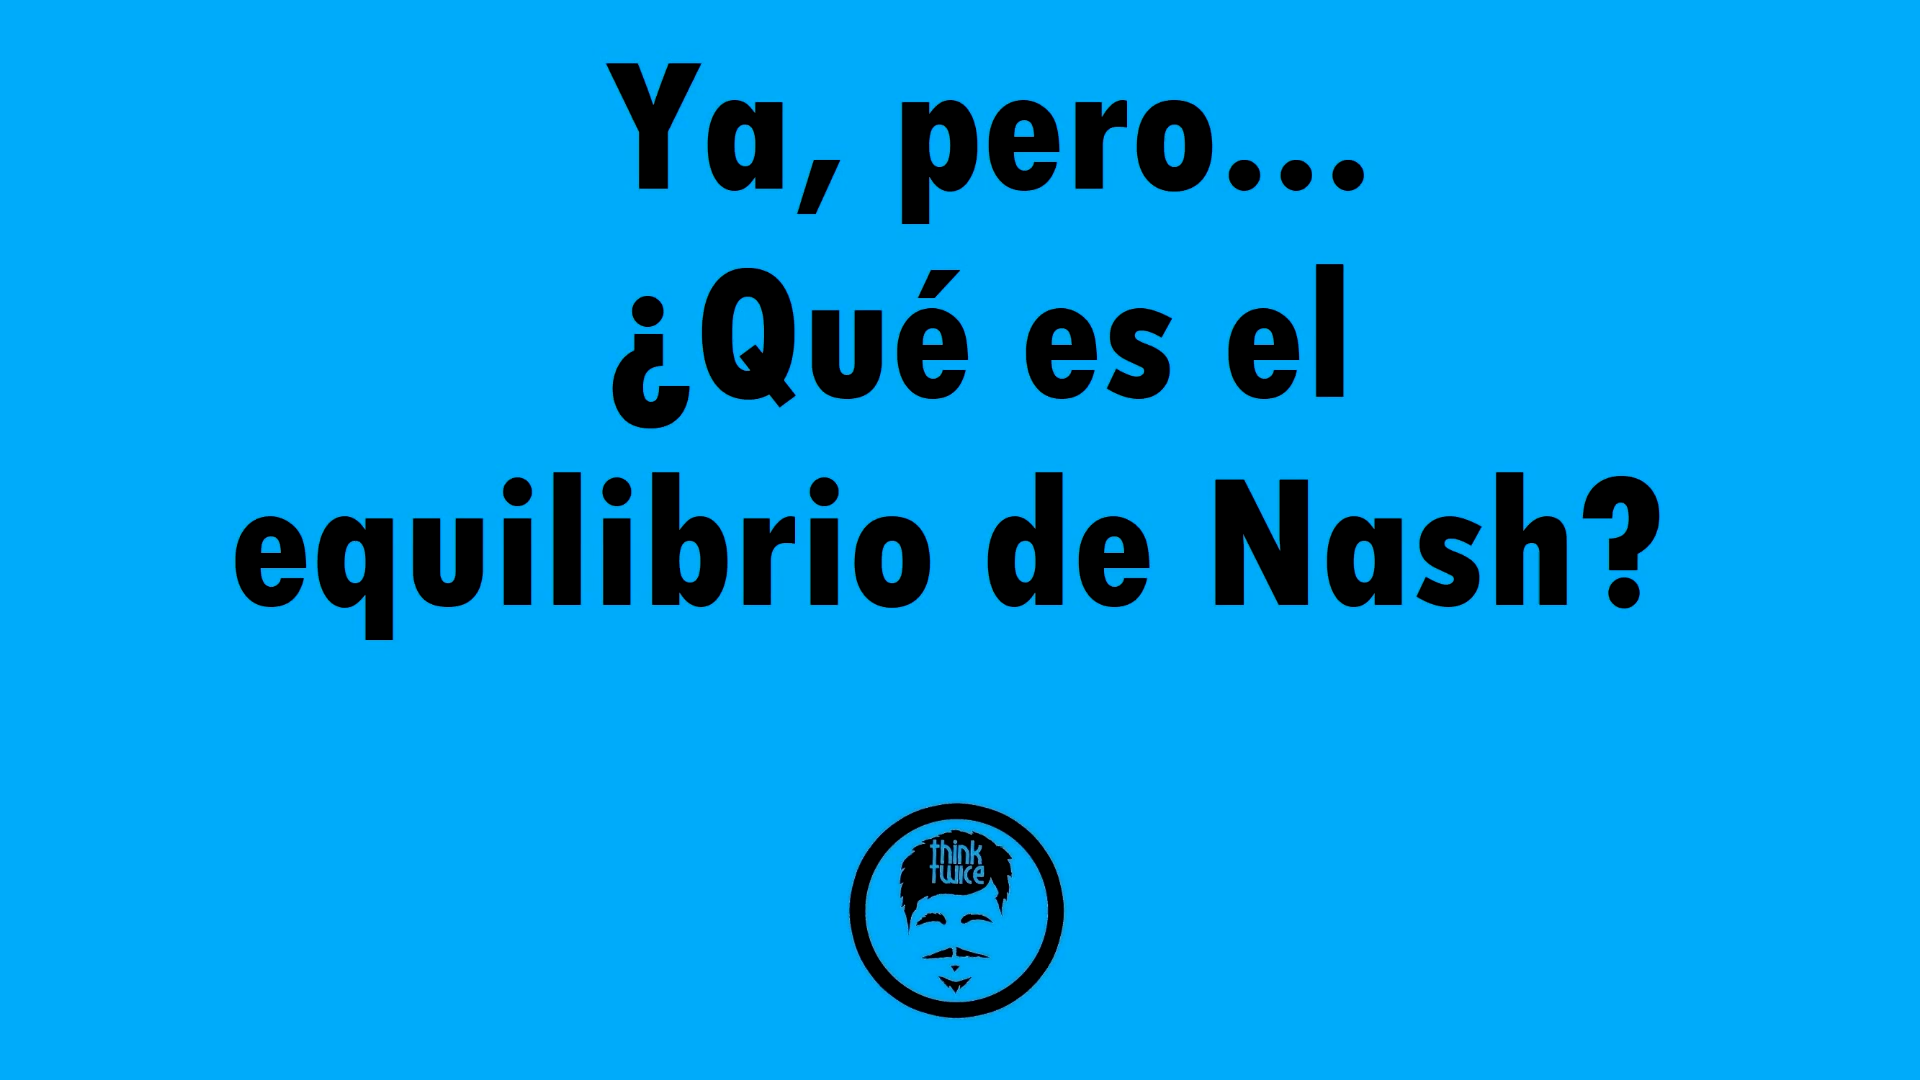 Ya, pero...
¿Qué es el
equilibrio de Nash?
think
twice